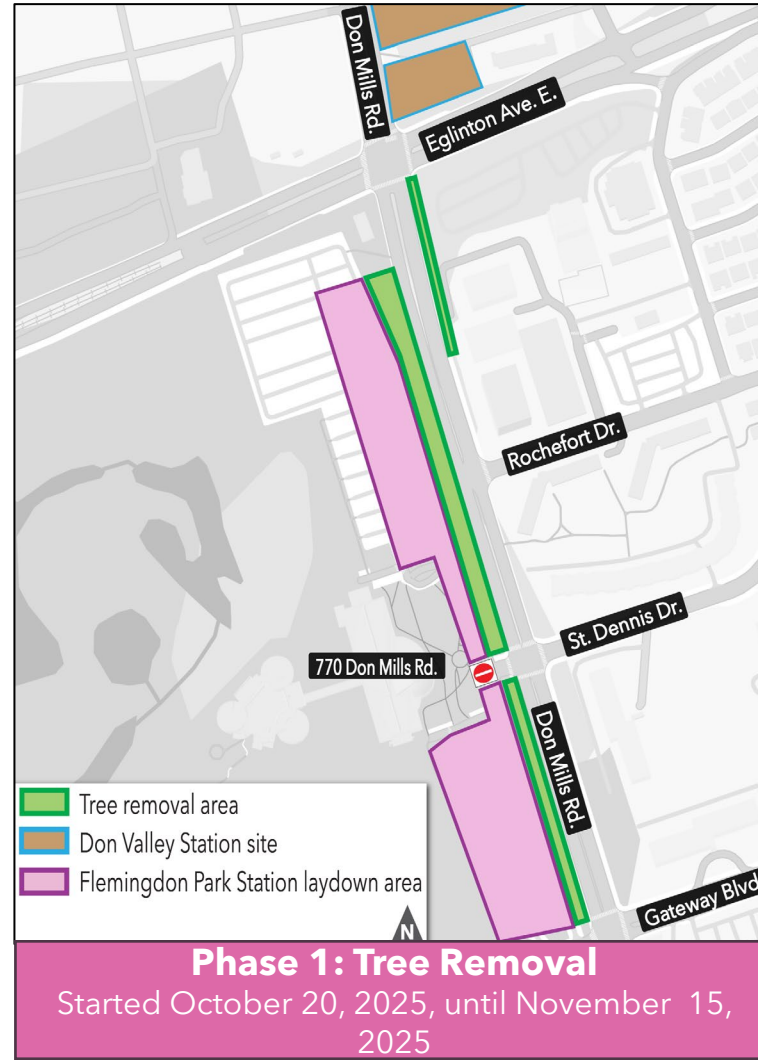 Don Mills Rd.
Eglinton Ave. E.
Rochefort Dr.
St. Dennis Dr.
770 Don Mills Rd.
Don Mills Rd.
Gateway Blvd
Tree removal area
Don Valley Station site
Flemingdon Park Station laydown area
N
Phase 1: Tree Removal
Started October 20, 2025, until November 15,
2025